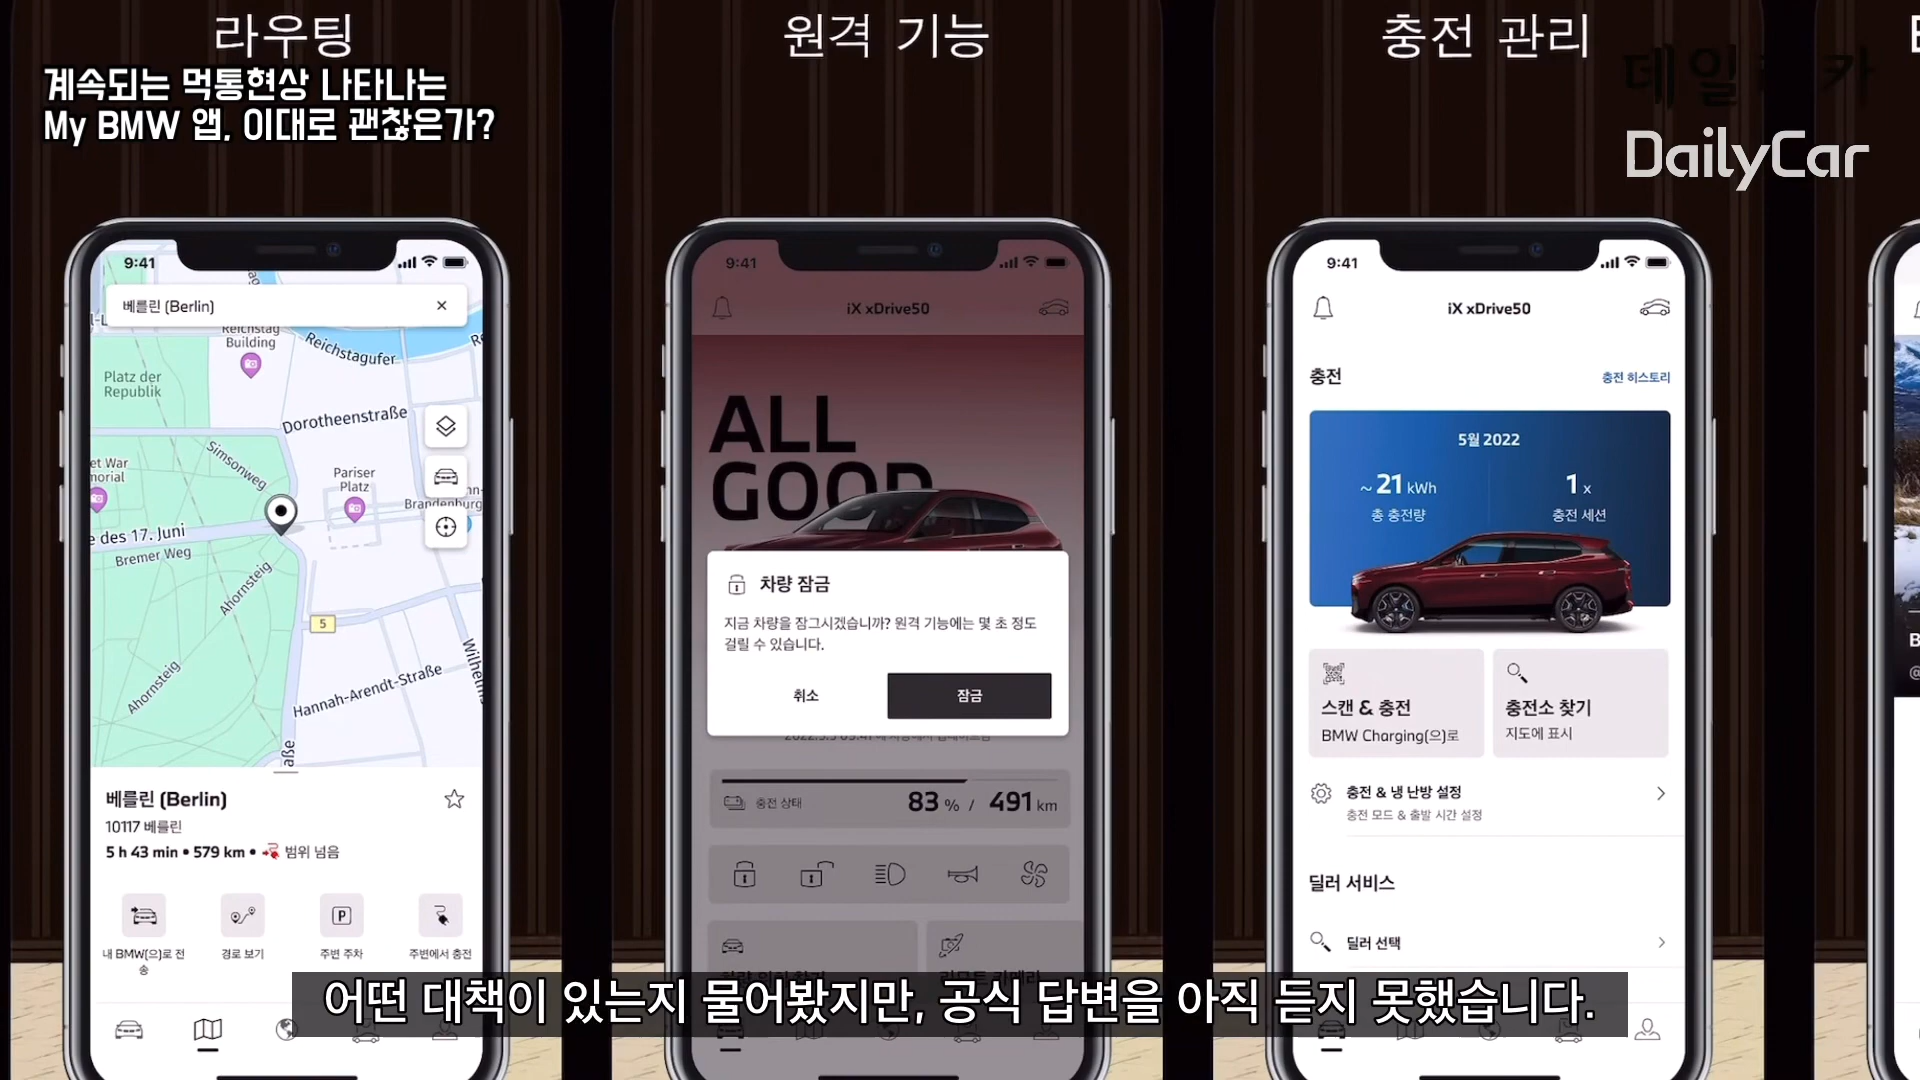 라우팅
원격 기능
충전 관리
계속되는 먹통현상 나타나는
My BMW 앱, 이대로 괜찮은가?
데일리카
DailyCar
9:41
베를린 (Berlin)
Reichstag
Building
Reichstagufer
Platz der
Republik
Dorotheenstraße
Simsonweg
Pariser
Platz
Brandenburg
e des 17. Juni
Bremer Weg
Ahornsteig
5
Ahornsteig
Hannah-Arendt-Straße
베를린 (Berlin)
10117 베를린
5 h 43 min • 579 km • 범위 넘음
내 BMW(으)로 전송
경로 보기
P
주변 주차
주변에서 충전
9:41
iX xDrive50
ALL
GOOD
차량 잠금
지금 차량을 잠그시겠습니까? 원격 기능에는 몇 초 정도
걸릴 수 있습니다.
취소
잠금
충전 상태
83 % / 491 km
9:41
iX xDrive50
충전
충전 히스토리
5월 2022
~ 21 kWh
총 충전량
1 x
충전 세션
스캔 & 충전
BMW Charging(으)로
충전소 찾기
지도에 표시
충전 & 냉 난방 설정
충전 모드 & 출발 시간 설정
딜러 서비스
딜러 선택
어떤 대책이 있는지 물어봤지만, 공식 답변을 아직 듣지 못했습니다.